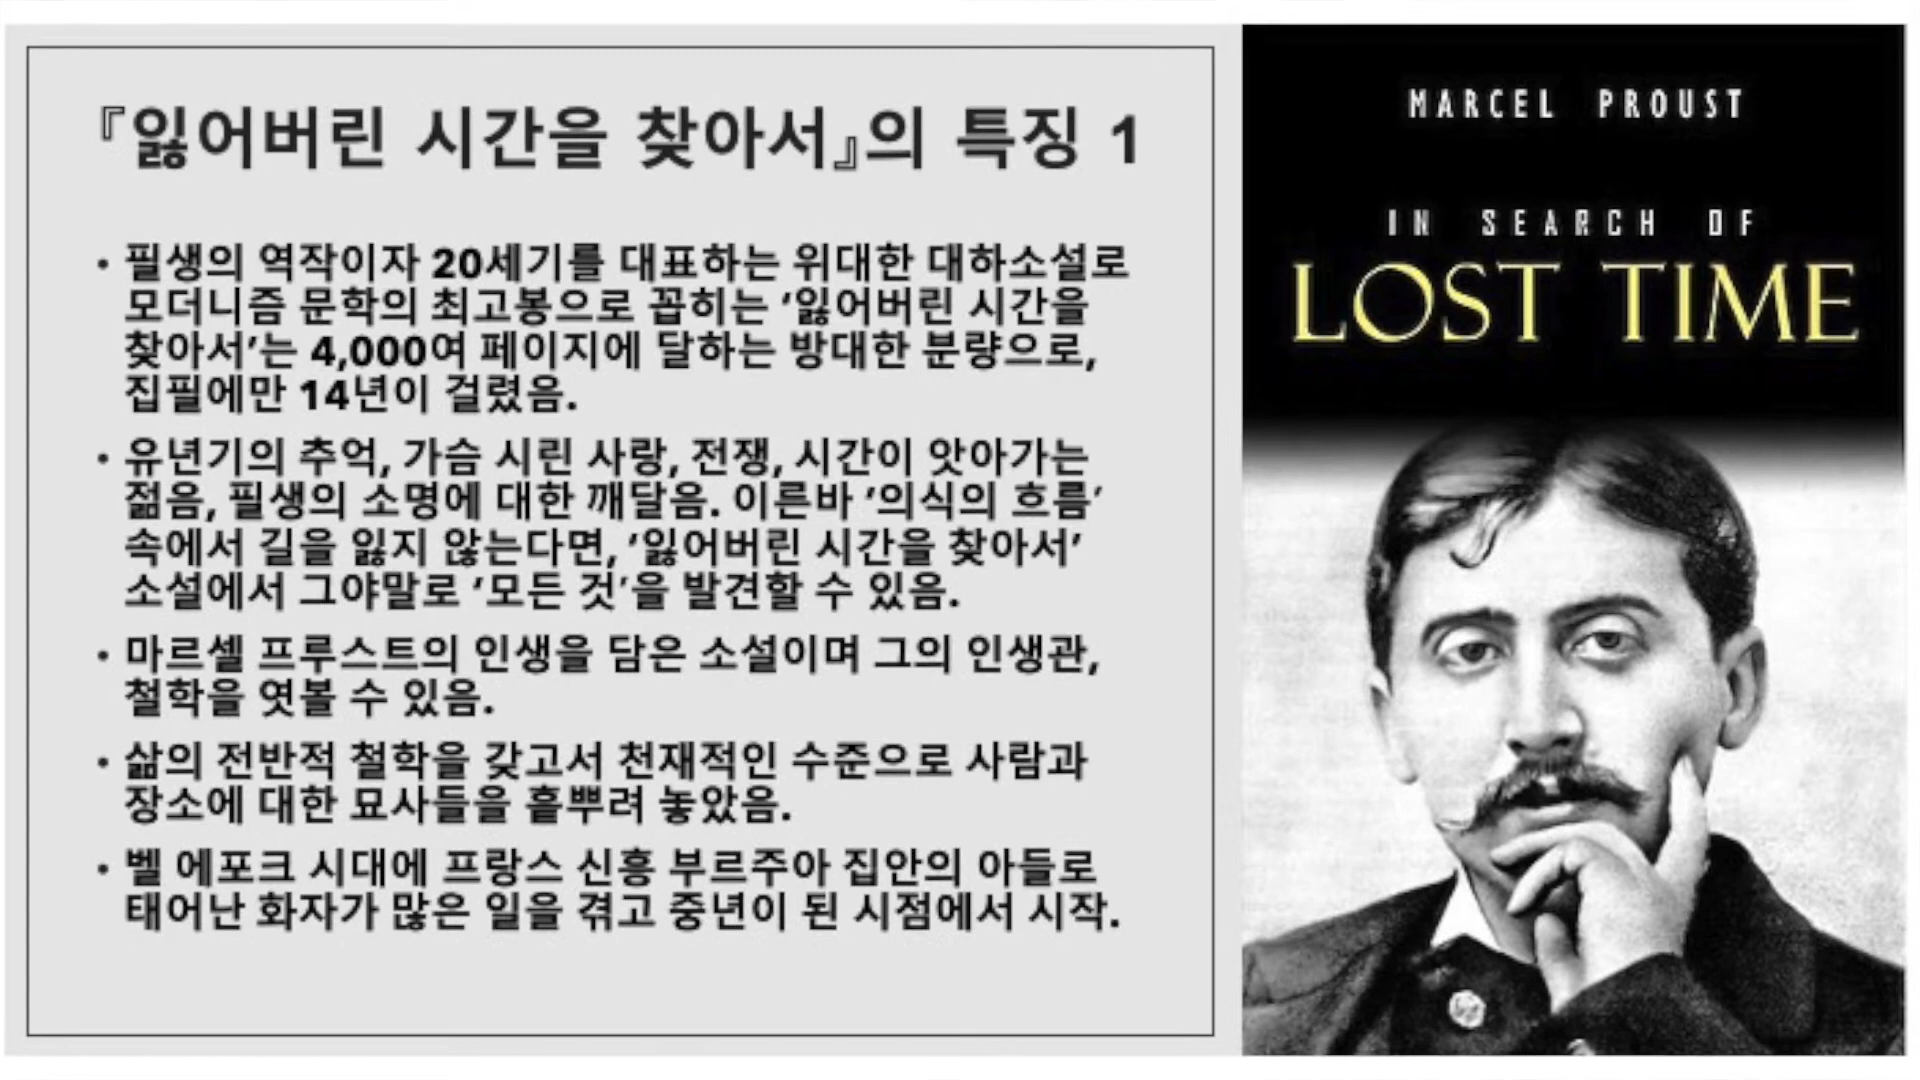 『잃어버린 시간을 찾아서』의 특징 1
• 필생의 역작이자 20세기를 대표하는 위대한 대하소설로
모더니즘 문학의 최고봉으로 꼽히는 ‘잃어버린 시간을
찾아서’는 4,000여 페이지에 달하는 방대한 분량으로,
집필에만 14년이 걸렸음.
• 유년기의 추억, 가슴 시린 사랑, 전쟁, 시간이 앗아가는
젊음, 필생의 소명에 대한 깨달음. 이른바 ‘의식의 흐름’
속에서 길을 잃지 않는다면, ‘잃어버린 시간을 찾아서’
소설에서 그야말로 ‘모든 것’을 발견할 수 있음.
• 마르셀 프루스트의 인생을 담은 소설이며 그의 인생관,
철학을 엿볼 수 있음.
• 삶의 전반적 철학을 갖고서 천재적인 수준으로 사람과
장소에 대한 묘사들을 흩뿌려 놓았음.
• 벨 에포크 시대에 프랑스 신흥 부르주아 집안의 아들로
태어난 화자가 많은 일을 겪고 중년이 된 시점에서 시작.
MARCEL PROUST
IN SEARCH OF
LOST TIME